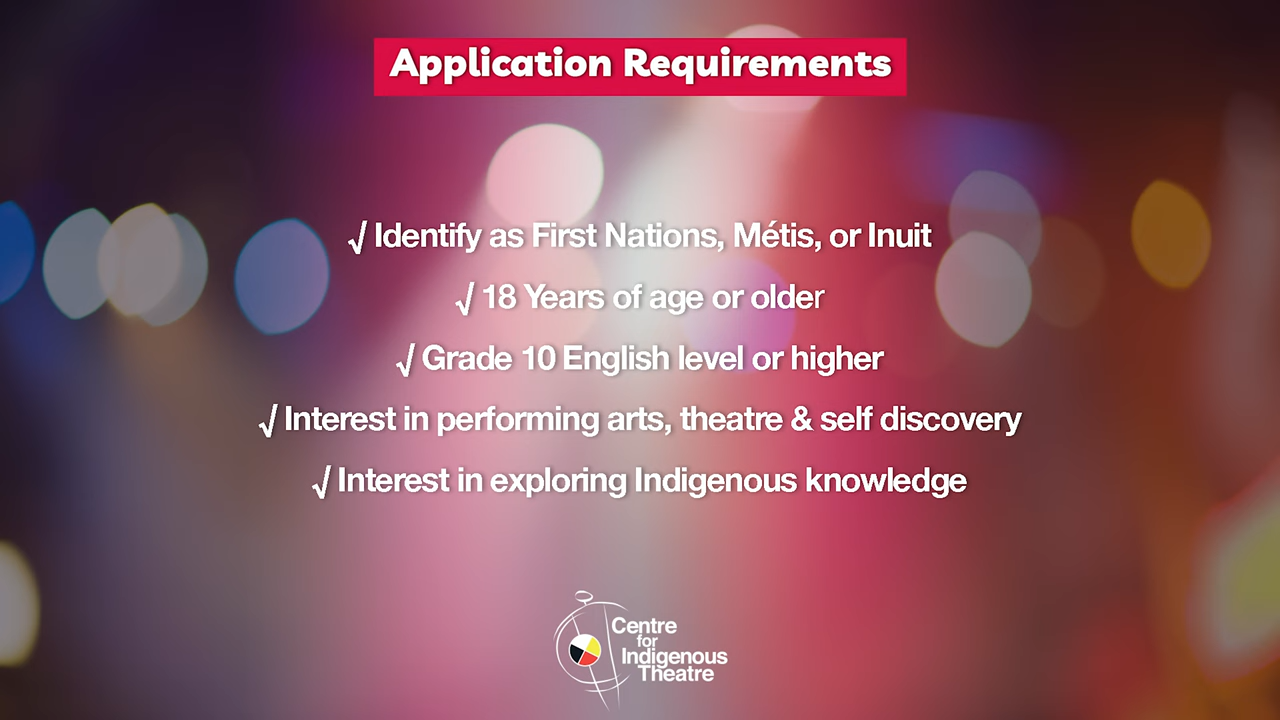 Application Requirements
√ Identify as First Nations, Métis, or Inuit
√ 18 Years of age or older
√ Grade 10 English level or higher
√ Interest in performing arts, theatre & self discovery
√ Interest in exploring Indigenous knowledge
Centre
for
Indigenous
Theatre